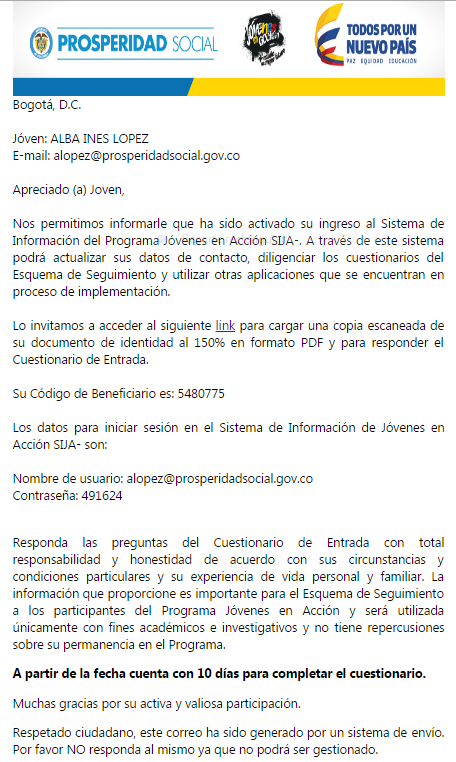 PROSPERIDAD SOCIAL
TODOS POR UN
NUEVO PAÍS
PAZ EQUIDAD EDUCACIÓN
Bogotá, D.C.
Jóven: ALBA INES LOPEZ
E-mail: alopez@prosperidadsocial.gov.co
Apreciado (a) Joven,
Nos permitimos informarle que ha sido activado su ingreso al Sistema de
Información del Programa Jóvenes en Acción SIJA-. A través de este sistema
podrá actualizar sus datos de contacto, diligenciar los cuestionarios del
Esquema de Seguimiento y utilizar otras aplicaciones que se encuentran en
proceso de implementación.
Lo invitamos a acceder al siguiente link para cargar una copia escaneada de
su documento de identidad al 150% en formato PDF y para responder el
Cuestionario de Entrada.
Su Código de Beneficiario es: 5480775
Los datos para iniciar sesión en el Sistema de Información de Jóvenes en
Acción SIJA- son:
Nombre de usuario: alopez@prosperidadsocial.gov.co
Contraseña: 491624
Responda las preguntas del Cuestionario de Entrada con total
responsabilidad y honestidad de acuerdo con sus circunstancias y
condiciones particulares y su experiencia de vida personal y familiar. La
información que proporcione es importante para el Esquema de Seguimiento
a los participantes del Programa Jóvenes en Acción y será utilizada
únicamente con fines académicos e investigativos y no tiene repercusiones
sobre su permanencia en el Programa.
A partir de la fecha cuenta con 10 días para completar el cuestionario.
Muchas gracias por su activa y valiosa participación.
Respetado ciudadano, este correo ha sido generado por un sistema de envío.
Por favor NO responda al mismo ya que no podrá ser gestionado.